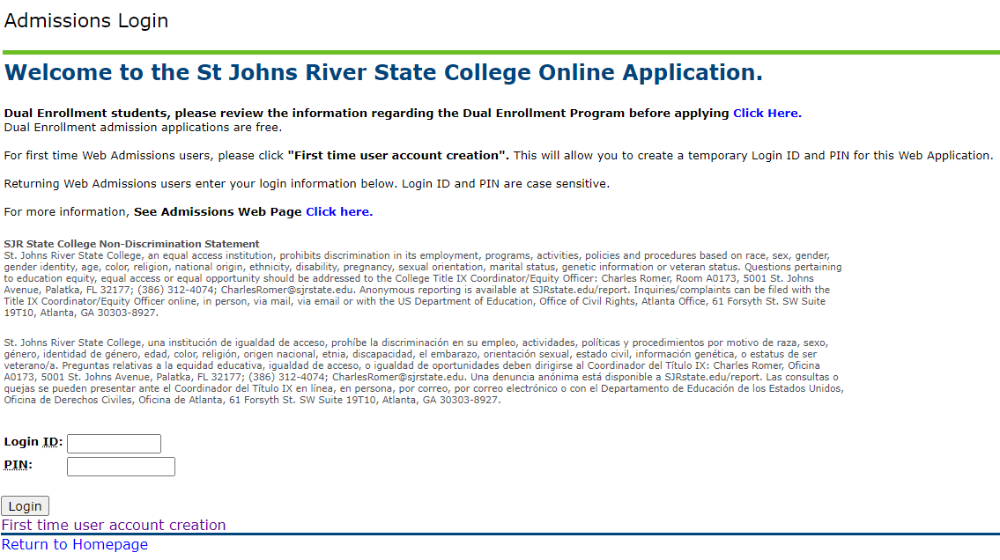 Admissions Login
Welcome to the St Johns River State College Online Application.
Dual Enrollment students, please review the information regarding the Dual Enrollment Program before applying Click Here.
Dual Enrollment admission applications are free.
For first time Web Admissions users, please click "First time user account creation". This will allow you to create a temporary Login ID and PIN for this Web Application.
Returning Web Admissions users enter your login information below. Login ID and PIN are case sensitive.
For more information, See Admissions Web Page Click here.
SJR State College Non-Discrimination Statement
St. Johns River State College, an equal access institution, prohibits discrimination in its employment, programs, activities, policies and procedures based on race, sex, gender,
gender identity, age, color, religion, national origin, ethnicity, disability, pregnancy, sexual orientation, marital status, genetic information or veteran status. Questions pertaining
to education equity, equal access or equal opportunity should be addressed to the College Title IX Coordinator/Equity Officer: Charles Romer, Room A0173, 5001 St. Johns
Avenue, Palatka, FL 32177; (386) 312-4074; CharlesRomer@sjrstate.edu. Anonymous reporting is available at SJRstate.edu/report. Inquiries/complaints can be filed with the
Title IX Coordinator/Equity Officer online, in person, via mail, via email or with the US Department of Education, Office of Civil Rights, Atlanta Office, 61 Forsyth St. SW Suite
19T10, Atlanta, GA 30303-8927.
St. Johns River State College, una institución de igualdad de acceso, prohíbe la discriminación en su empleo, actividades, políticas y procedimientos por motivo de raza, sexo,
género, identidad de género, edad, color, religión, origen nacional, etnia, discapacidad, el embarazo, orientación sexual, estado civil, información genética, o estatus de ser
veterano/a. Preguntas relativas a la equidad educativa, igualdad de acceso, o igualdad de oportunidades deben dirigirse al Coordinador del Título IX: Charles Romer, Oficina
A0173, 5001 St. Johns Avenue, Palatka, FL 32177; (386) 312-4074; CharlesRomer@sjrstate.edu. Una denuncia anónima está disponible a SJRstate.edu/report. Las consultas o
quejas se pueden presentar ante el Coordinador del Título IX en línea, en persona, por correo, por correo electrónico o con el Departamento de Educación de los Estados Unidos,
Oficina de Derechos Civiles, Oficina de Atlanta, 61 Forsyth St. SW Suite 19T10, Atlanta, GA 30303-8927.
Login ID:
PIN:
Login
First time user account creation
Return to Homepage